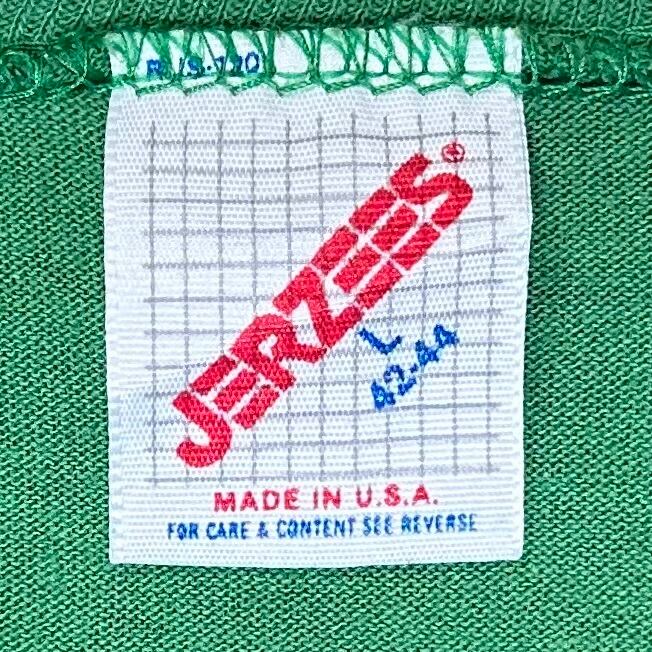 JERZEES®
L
42-44
MADE IN U.S.A.
FOR CARE & CONTENT SEE REVERSE